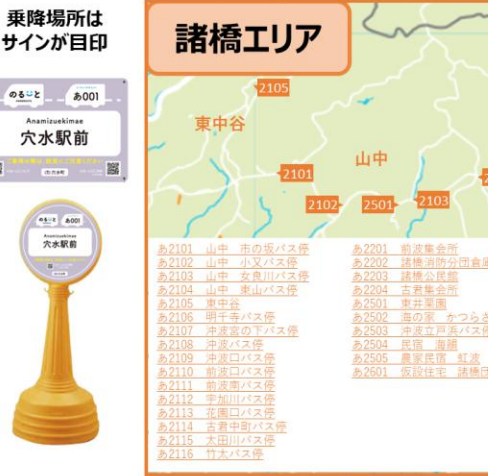 乗降場所は
サインが目印
のるーと
あ001
Anamizuekimae
穴水駅前
のるーと
あ001
Anamizuekimae
穴水駅前
諸橋エリア
2105
東中谷
山中
2101
2102
2501
2103
あ2101 山中 市の坂バス停
あ2102 山中 小又バス停
あ2103 山中 女良川バス停
あ2104 山中 東山バス停
あ2105 東中谷
あ2106 明千寺バス停
あ2107 沖波宮の下バス停
あ2108 沖波バス停
あ2109 沖波口バス停
あ2110 前波口バス停
あ2111 前波南バス停
あ2112 宇加川バス停
あ2113 花園口バス停
あ2114 古君中町バス停
あ2115 太田川バス停
あ2116 竹太バス停
あ2201 前波集会所
あ2202 諸橋消防分団倉庫
あ2203 諸橋公民館
あ2204 古君集会所
あ2501 東井栗園
あ2502 海の家 かつらさ
あ2503 沖波立戸浜バス停
あ2504 民宿 海韻
あ2505 農家民宿 紅波
あ2601 仮設住宅 諸橋団